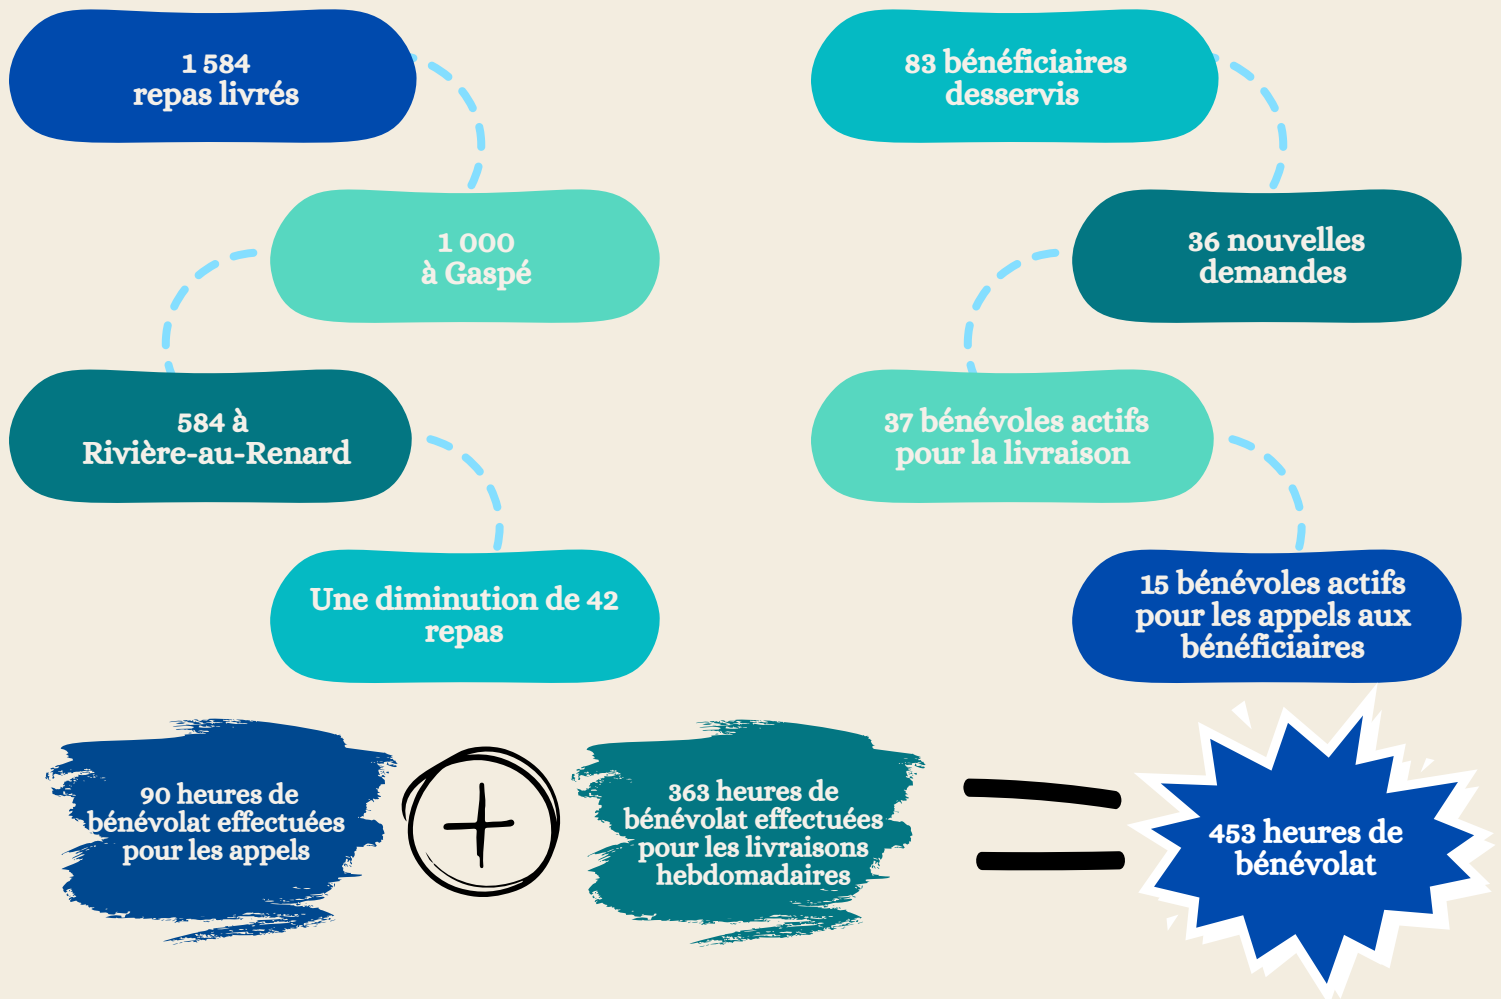 1 584
repas livrés
1 000
à Gaspé
584 à
Rivière-au-Renard
Une diminution de 42
repas
83 bénéficiaires
desservis
36 nouvelles
demandes
37 bénévoles actifs
pour la livraison
15 bénévoles actifs
pour les appels aux
bénéficiaires
90 heures de
bénévolat effectuées
pour les appels
+
363 heures de
bénévolat effectuées
pour les livraisons
hebdomadaires
=
453 heures de
bénévolat